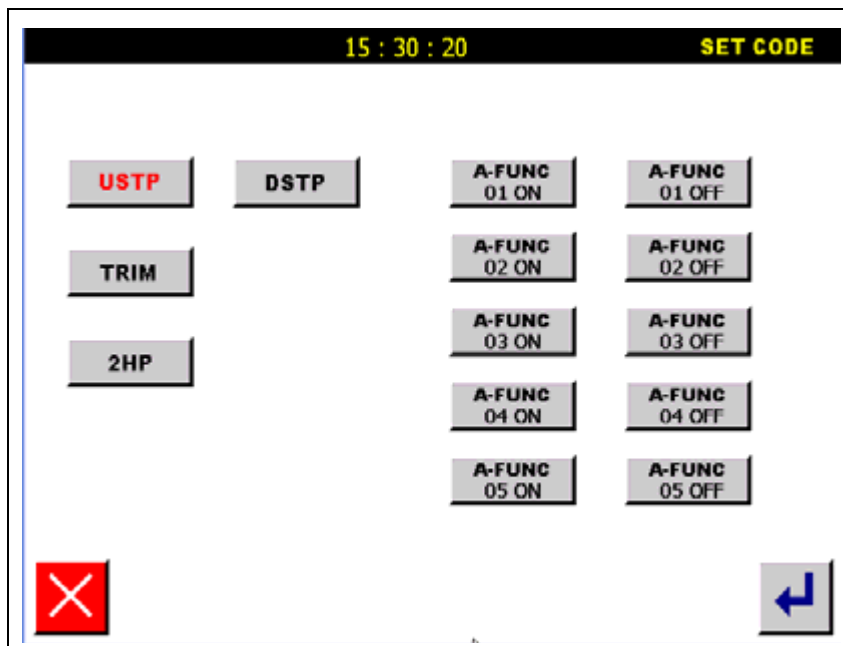 15 : 30 : 20 SET CODE
USTP DSTP A-FUNC 01 ON A-FUNC 01 OFF
TRIM A-FUNC 02 ON A-FUNC 02 OFF
2HP A-FUNC 03 ON A-FUNC 03 OFF
A-FUNC 04 ON A-FUNC 04 OFF
A-FUNC 05 ON A-FUNC 05 OFF